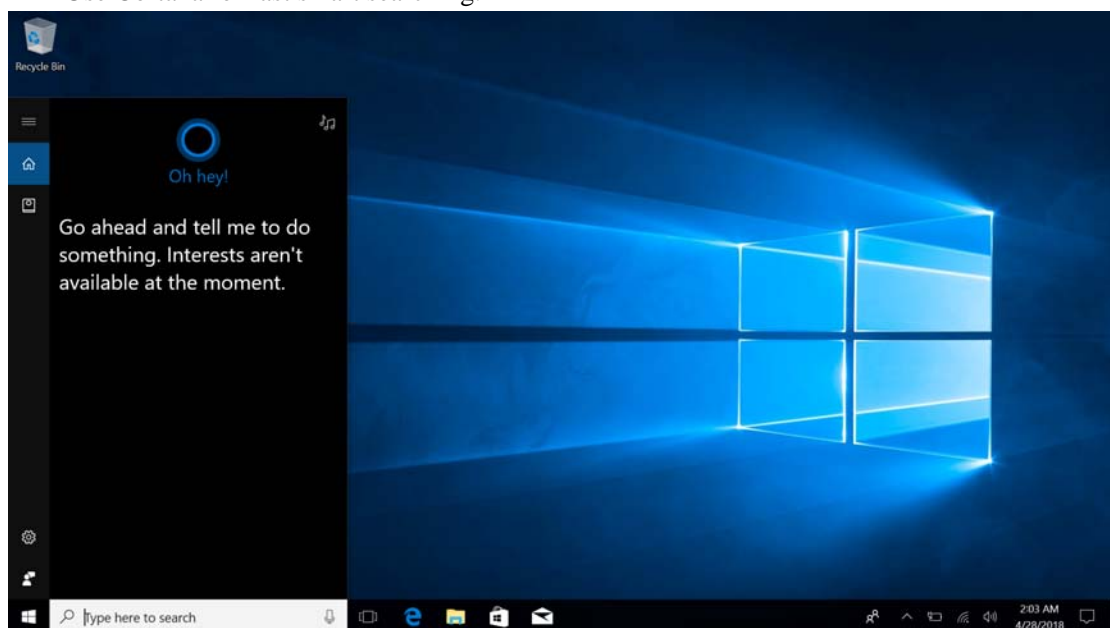 Recycle Bin
Oh hey!
Go ahead and tell me to do
something. Interests aren't
available at the moment.
Type here to search
2:03 AM
4/28/2018